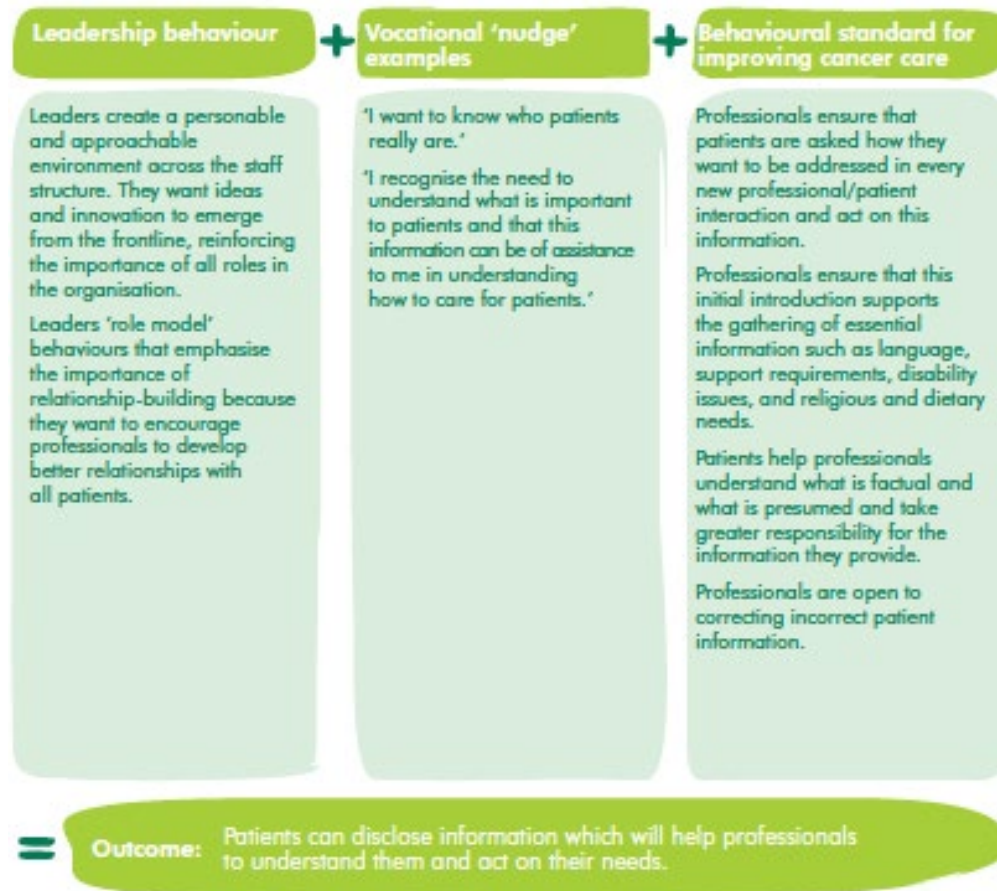 Leadership behaviour
+
Vocational ‘nudge’
examples
+
Behavioural standard for
improving cancer care
Leaders create a personable
and approachable
environment across the staff
structure. They want ideas
and innovation to emerge
from the frontline, reinforcing
the importance of all roles in
the organisation.
Leaders ‘role model’
behaviours that emphasise
the importance of
relationship-building because
they want to encourage
professionals to develop
better relationships with
all patients.
‘I want to know who patients
really are.’
‘I recognise the need to
understand what is important
to patients and that this
information can be of assistance
to me in understanding
how to care for patients.’
Professionals ensure that
patients are asked how they
want to be addressed in every
new professional/patient
interaction and act on this
information.
Professionals ensure that this
initial introduction supports
the gathering of essential
information such as language,
support requirements, disability
issues, and religious and dietary
needs.
Patients help professionals
understand what is factual and
what is presumed and take
greater responsibility for the
information they provide.
Professionals are open to
correcting incorrect patient
information.
=
Outcome: Patients can disclose information which will help professionals
to understand them and act on their needs.